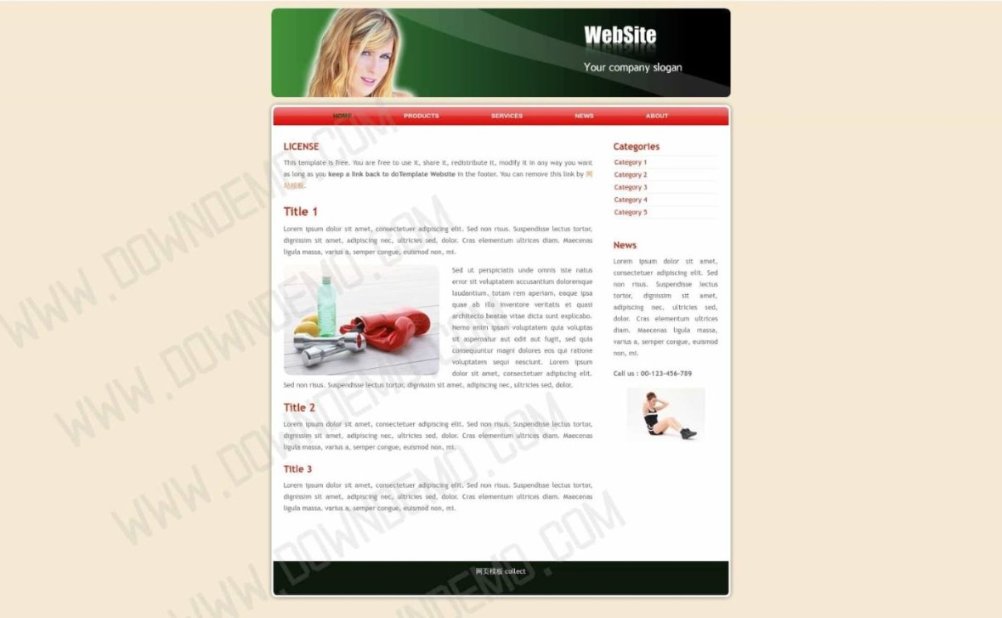 WebSite
Your company slogan
HOME PRODUCTS SERVICES NEWS ABOUT
LICENSE
This template is free. You are free to use it, share it, redistribute it, modify it in any way you want
as long as you keep a link back to doTemplate Website in the footer. You can remove this link by 网
站模板.
Title 1
Lorem ipsum dolor sit amet, consectetuer adipiscing elit. Sed non risus. Suspendisse lectus tortor,
dignissim sit amet, adipiscing nec, ultricies sed, dolor. Cras elementum ultrices diam. Maecenas
ligula massa, varius a, semper congue, euismod non, mi.
Sed ut perspiciatis unde omnis iste natus
error sit voluptatem accusantium doloremque
laudantium, totam rem aperiam, eaque ipsa
quae ab illo inventore veritatis et quasi
architecto beatae vitae dicta sunt explicabo.
Nemo enim ipsam voluptatem quia voluptas
sit aspernatur aut odit aut fugit, sed quia
consequuntur magni dolores eos qui ratione
voluptatem sequi nesciunt. Lorem ipsum
dolor sit amet, consectetuer adipiscing elit.
Sed non risus. Suspendisse lectus tortor, dignissim sit amet, adipiscing nec, ultricies sed, dolor.
Title 2
Lorem ipsum dolor sit amet, consectetuer adipiscing elit. Sed non risus. Suspendisse lectus tortor,
dignissim sit amet, adipiscing nec, ultricies sed, dolor. Cras elementum ultrices diam. Maecenas
ligula massa, varius a, semper congue, euismod non, mi.
Title 3
Lorem ipsum dolor sit amet, consectetuer adipiscing elit. Sed non risus. Suspendisse lectus tortor,
dignissim sit amet, adipiscing nec, ultricies sed, dolor. Cras elementum ultrices diam. Maecenas
ligula massa, varius a, semper congue, euismod non, mi.
Categories
Category 1
Category 2
Category 3
Category 4
Category 5
News
Lorem ipsum dolor sit amet,
consectetuer adipiscing elit. Sed
non risus. Suspendisse lectus
tortor, dignissim sit amet,
adipiscing nec, ultricies sed,
dolor. Cras elementum ultrices
diam. Maecenas ligula massa,
varius a, semper congue, euismod
non, mi.
Call us : 00-123-456-789
网页模板 collect
WWW.DOWNDEMO.COM
WWW.DOWNDEMO.COM
WWW.DOWNDEMO.COM
WWW.DOWNDEMO.COM